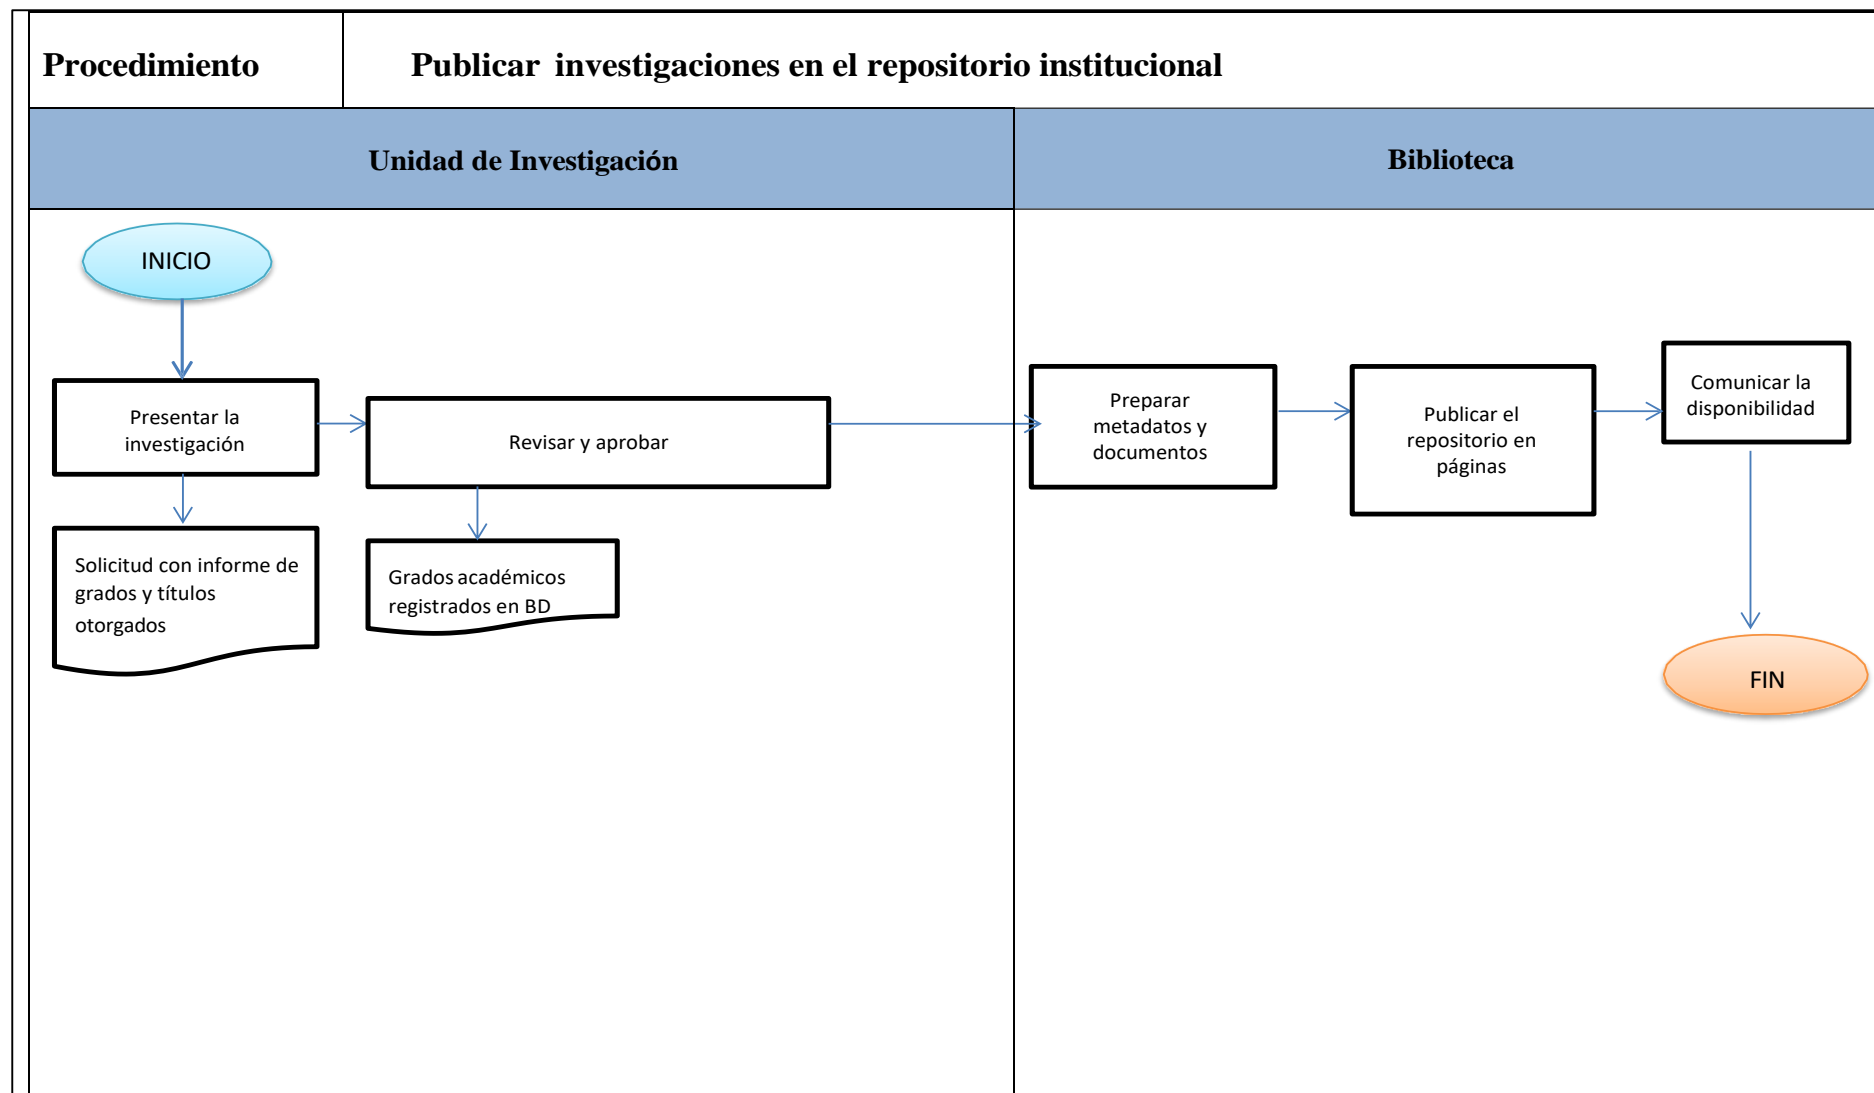 Procedimiento
Publicar investigaciones en el repositorio institucional
Unidad de Investigación
Biblioteca
INICIO
Presentar la
investigación
Revisar y aprobar
Solicitud con informe de
grados y títulos
otorgados
Grados académicos
registrados en BD
Preparar
metadatos y
documentos
Publicar el
repositorio en
páginas
Comunicar la
disponibilidad
FIN